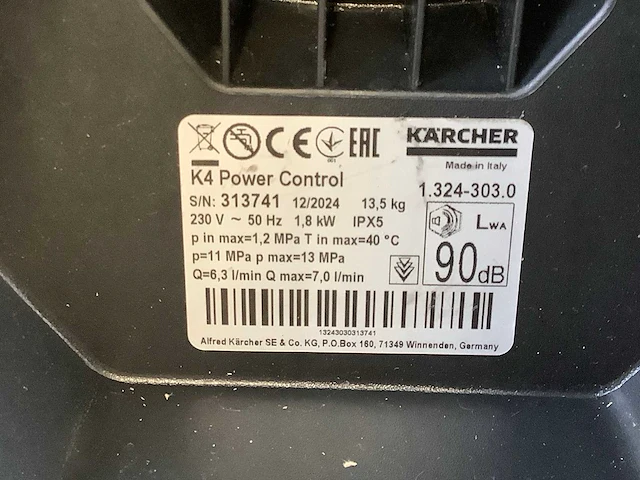 CE 001 EAC KÄRCHER
Made in Italy
K4 Power Control 1.324-303.0
S/N: 313741 12/2024 13,5 kg
230 V ~ 50 Hz 1,8 kW IPX5
p in max=1,2 MPa T in max=40 °C
p=11 MPa p max=13 MPa
Q=6,3 l/min Q max=7,0 l/min
LWA
90dB
13243030313741
Alfred Kärcher SE & Co. KG, P.O.Box 160, 71349 Winnenden, Germany